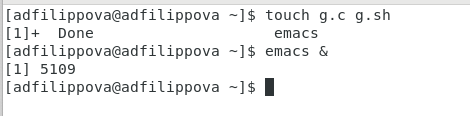 [adfilippova@adfilippova ~]$ touch g.c g.sh
[1]+  Done                    emacs
[adfilippova@adfilippova ~]$ emacs &
[1] 5109
[adfilippova@adfilippova ~]$